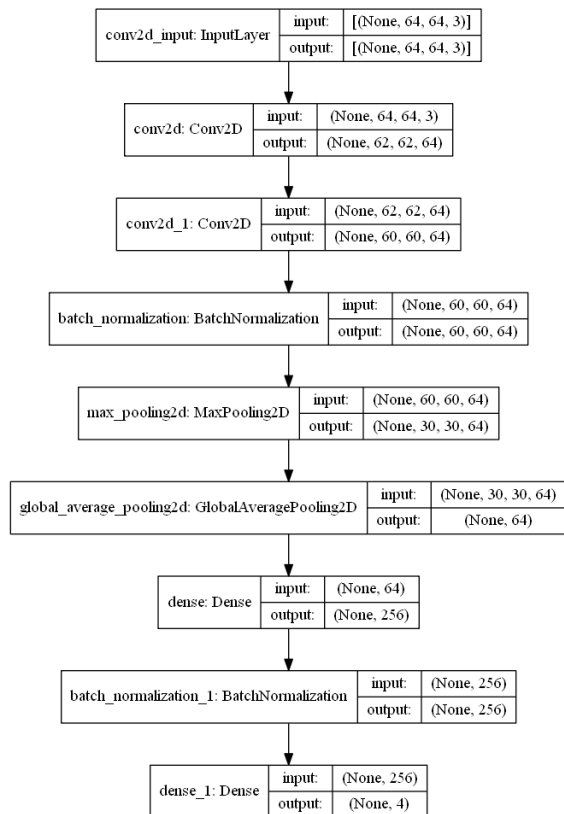 conv2d_input: InputLayer
input: [(None, 64, 64, 3)]
output: [(None, 64, 64, 3)]
conv2d: Conv2D
input: (None, 64, 64, 3)
output: (None, 62, 62, 64)
conv2d_1: Conv2D
input: (None, 62, 62, 64)
output: (None, 60, 60, 64)
batch_normalization: BatchNormalization
input: (None, 60, 60, 64)
output: (None, 60, 60, 64)
max_pooling2d: MaxPooling2D
input: (None, 60, 60, 64)
output: (None, 30, 30, 64)
global_average_pooling2d: GlobalAveragePooling2D
input: (None, 30, 30, 64)
output: (None, 64)
dense: Dense
input: (None, 64)
output: (None, 256)
batch_normalization_1: BatchNormalization
input: (None, 256)
output: (None, 256)
dense_1: Dense
input: (None, 256)
output: (None, 4)